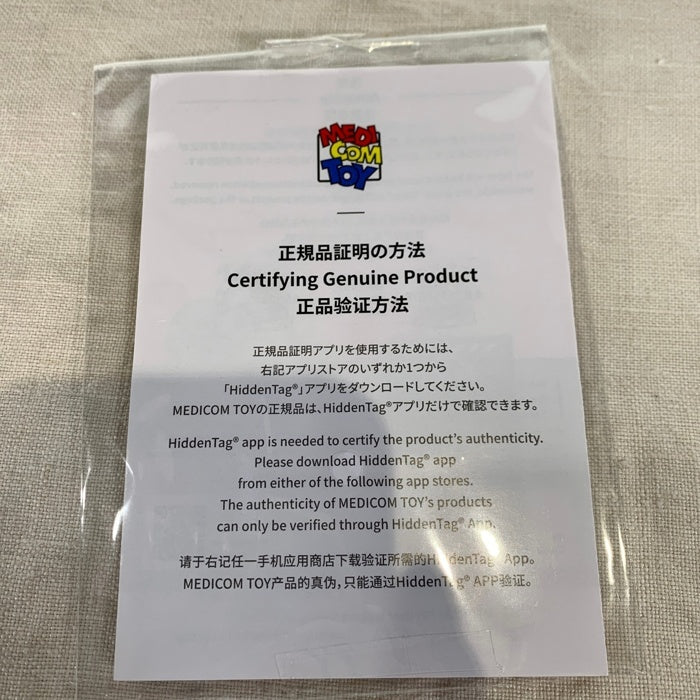 MEDI
COM
TOY
正規品証明の方法
Certifying Genuine Product
正品验证方法
正規品証明アプリを使用するためには、
右記アプリストアのいずれか1つから
「HiddenTag®」アプリをダウンロードしてください。
MEDICOM TOYの正規品は、HiddenTag®アプリだけで確認できます。
HiddenTag® app is needed to certify the product's authenticity.
Please download HiddenTag® app
from either of the following app stores.
The authenticity of MEDICOM TOY's products
can only be verified through HiddenTag® App.
请于右记任一手机应用商店下载验证所需的HiddenTag® App。
MEDICOM TOY产品的真伪，只能通过HiddenTag® APP验证。